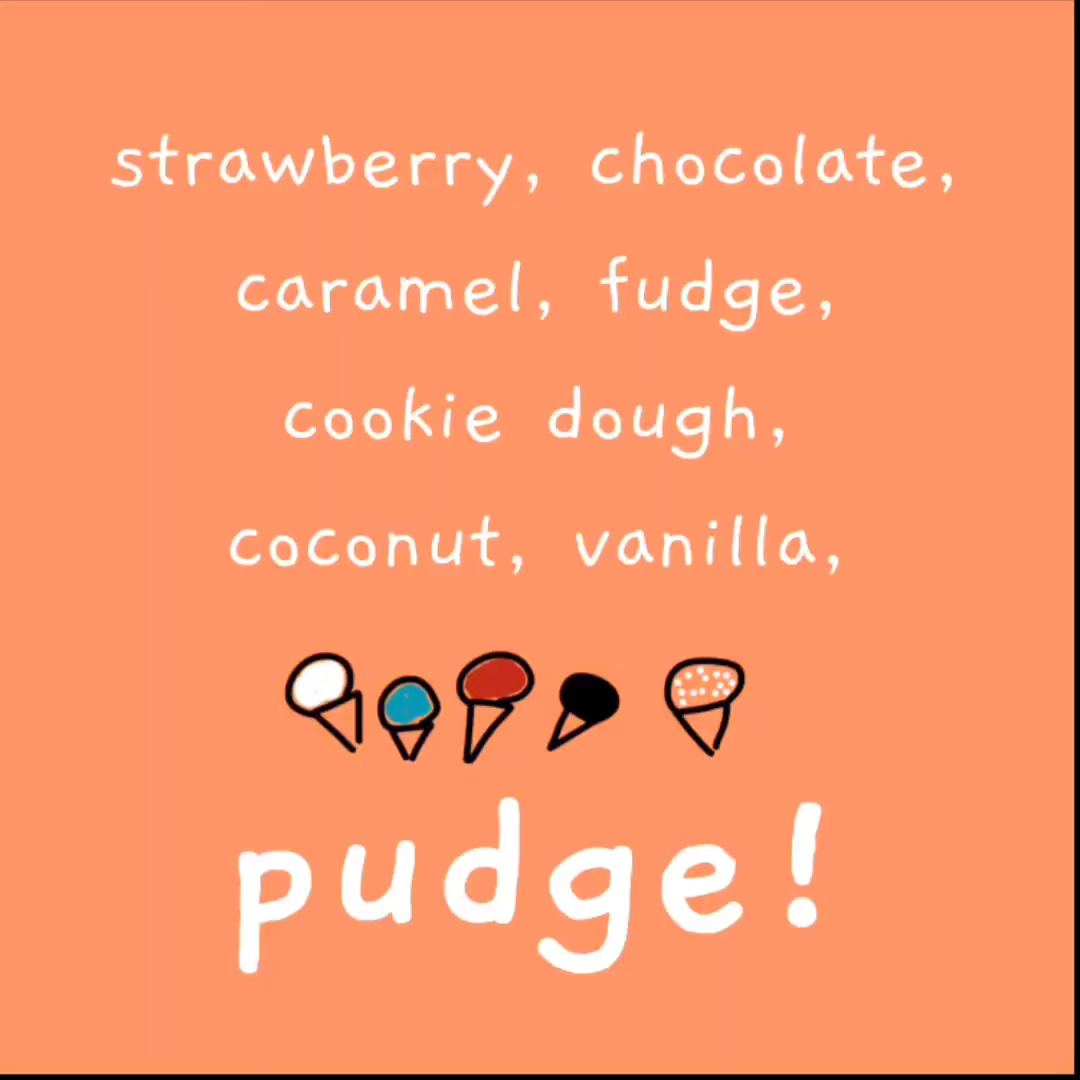 strawberry, chocolate,
caramel, fudge,
cookie dough,
coconut, vanilla,
pudge!